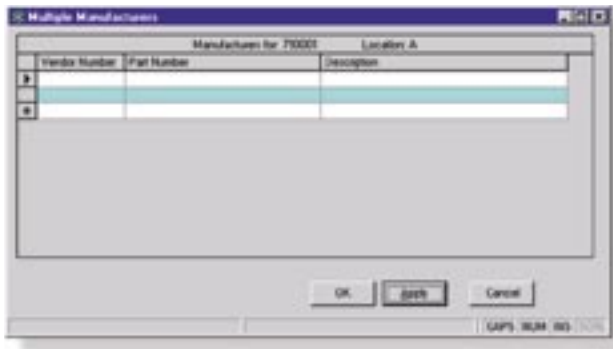 Multiple Manufacturers
Manufacturers for 710001 Location: A
Vendor Number Part Number Description
OK Apply Cancel
CAPS NUM INS